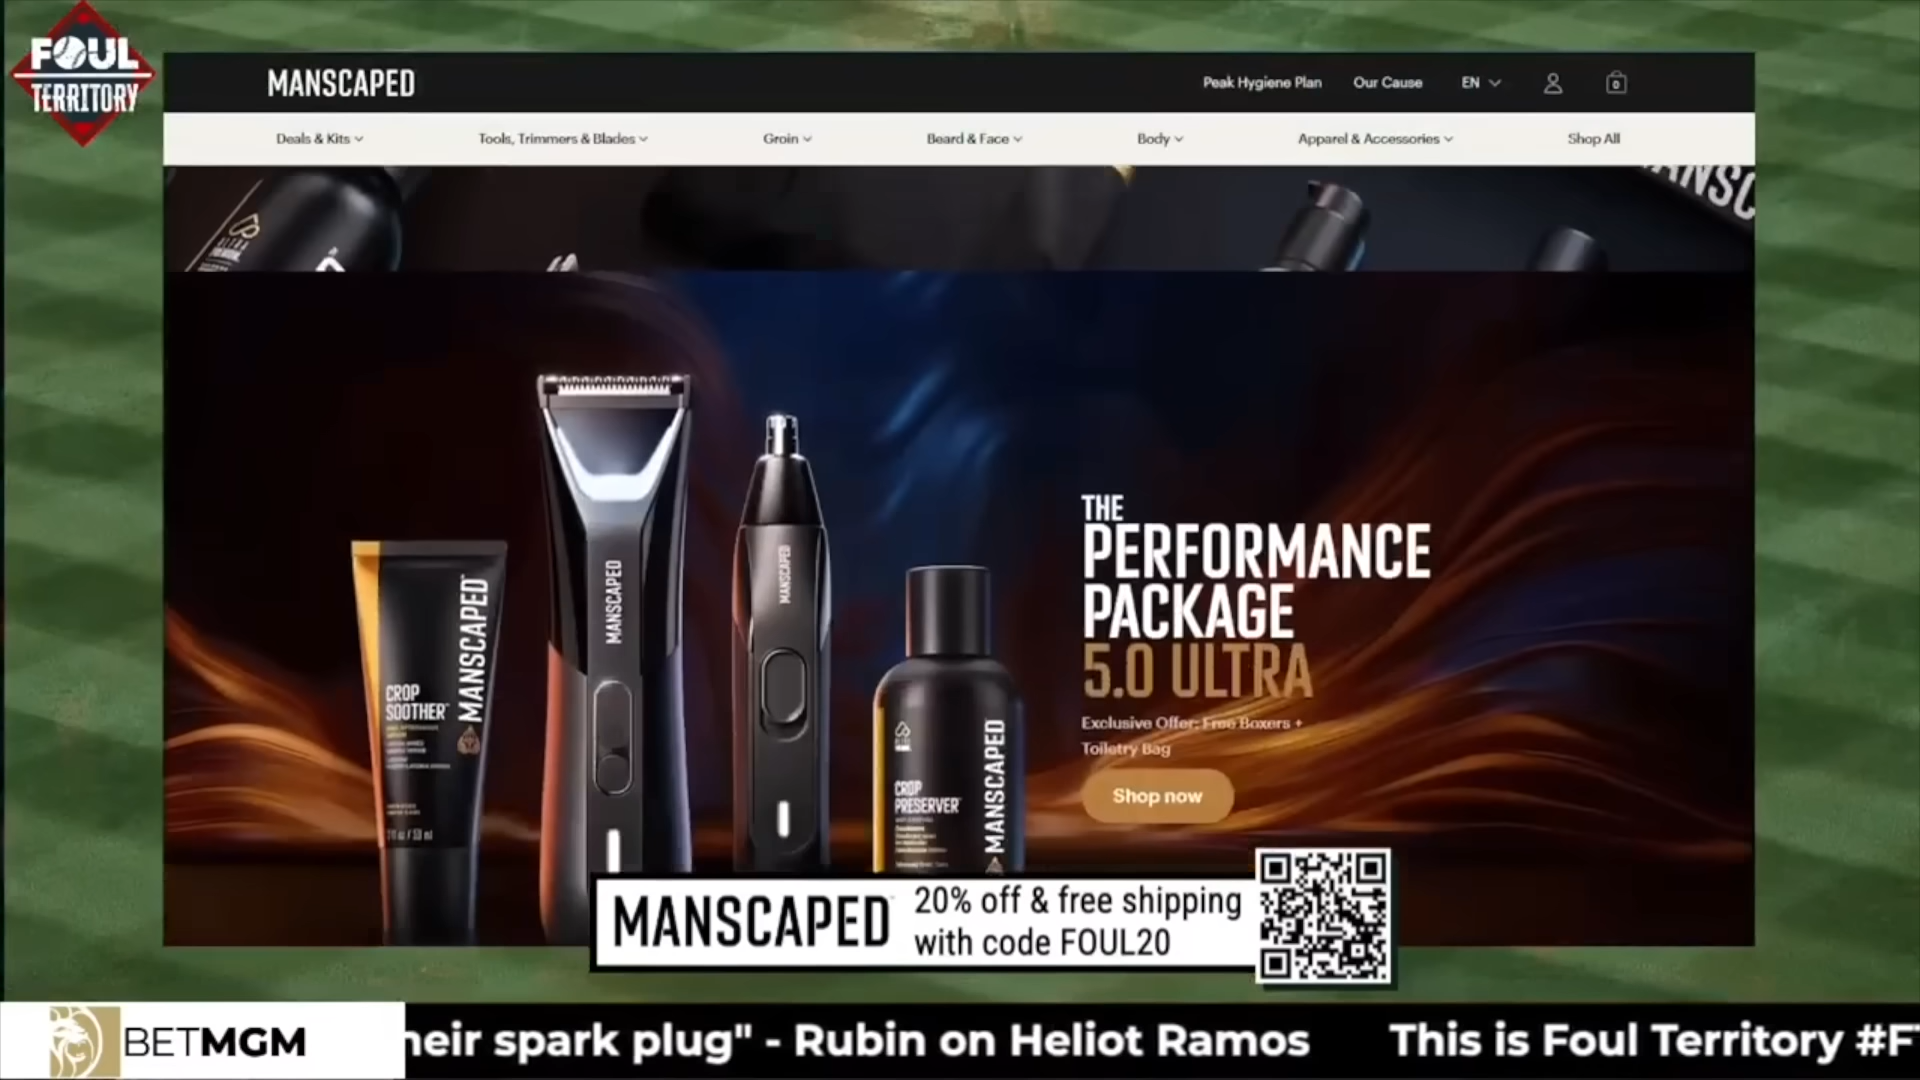 FOUL
TERRITORY
MANSCAPED
Peak Hygiene Plan
Our Cause
EN
0
Deals & Kits
Tools, Trimmers & Blades
Groin
Beard & Face
Body
Apparel & Accessories
Shop All
MANSCAPED
CROP
SOOTHER™
MANSCAPED
MANSCAPED
CROP
PRESERVER™
MANSCAPED
THE
PERFORMANCE
PACKAGE
5.0 ULTRA
Exclusive Offer: Free Boxers +
Toiletry Bag
Shop now
MANSCAPED
20% off & free shipping
with code FOUL20
BETMGM
heir spark plug" - Rubin on Heliot Ramos
This is Foul Territory #F